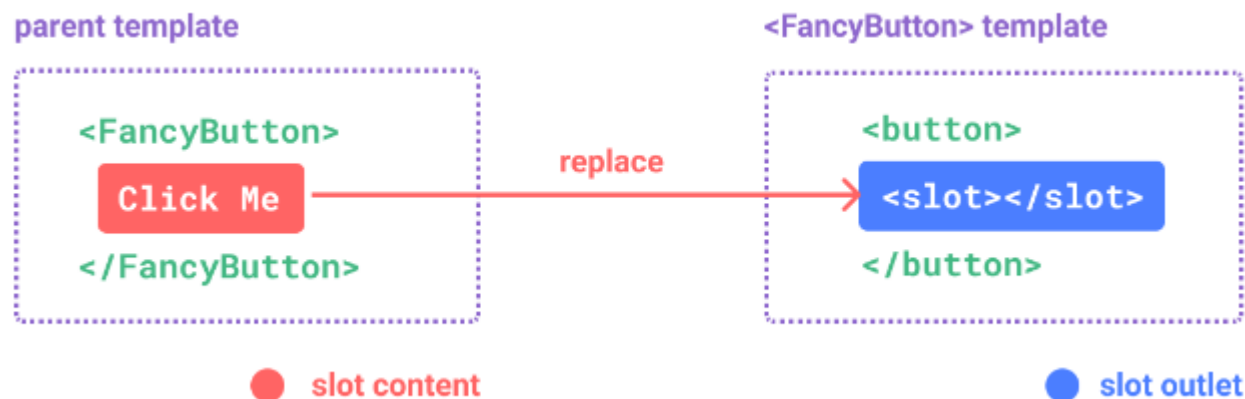 parent template
<FancyButton> template
<FancyButton>
Click Me
</FancyButton>
replace
<button>
<slot></slot>
</button>
slot content
slot outlet